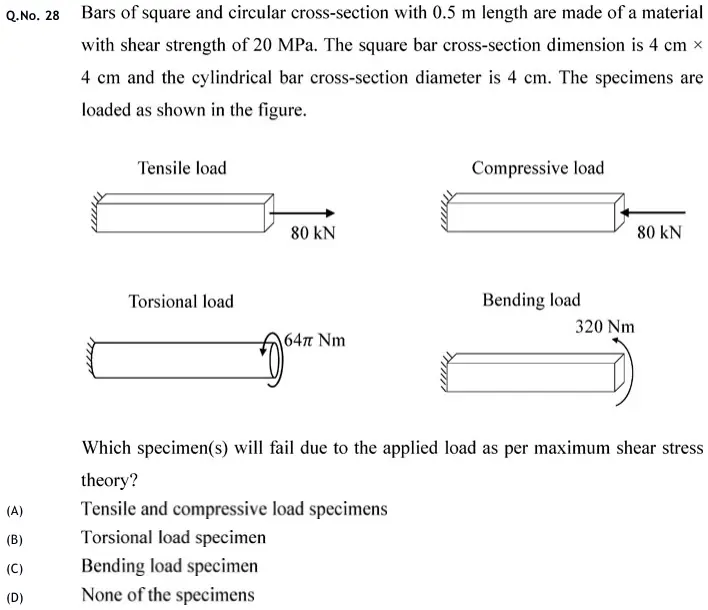 Q.No. 28 Bars of square and circular cross-section with 0.5 m length are made of a material
with shear strength of 20 MPa. The square bar cross-section dimension is 4 cm ×
4 cm and the cylindrical bar cross-section diameter is 4 cm. The specimens are
loaded as shown in the figure.
Tensile load Compressive load
80 kN 80 kN
Torsional load Bending load
64π Nm 320 Nm
Which specimen(s) will fail due to the applied load as per maximum shear stress
theory?
(A) Tensile and compressive load specimens
(B) Torsional load specimen
(C) Bending load specimen
(D) None of the specimens